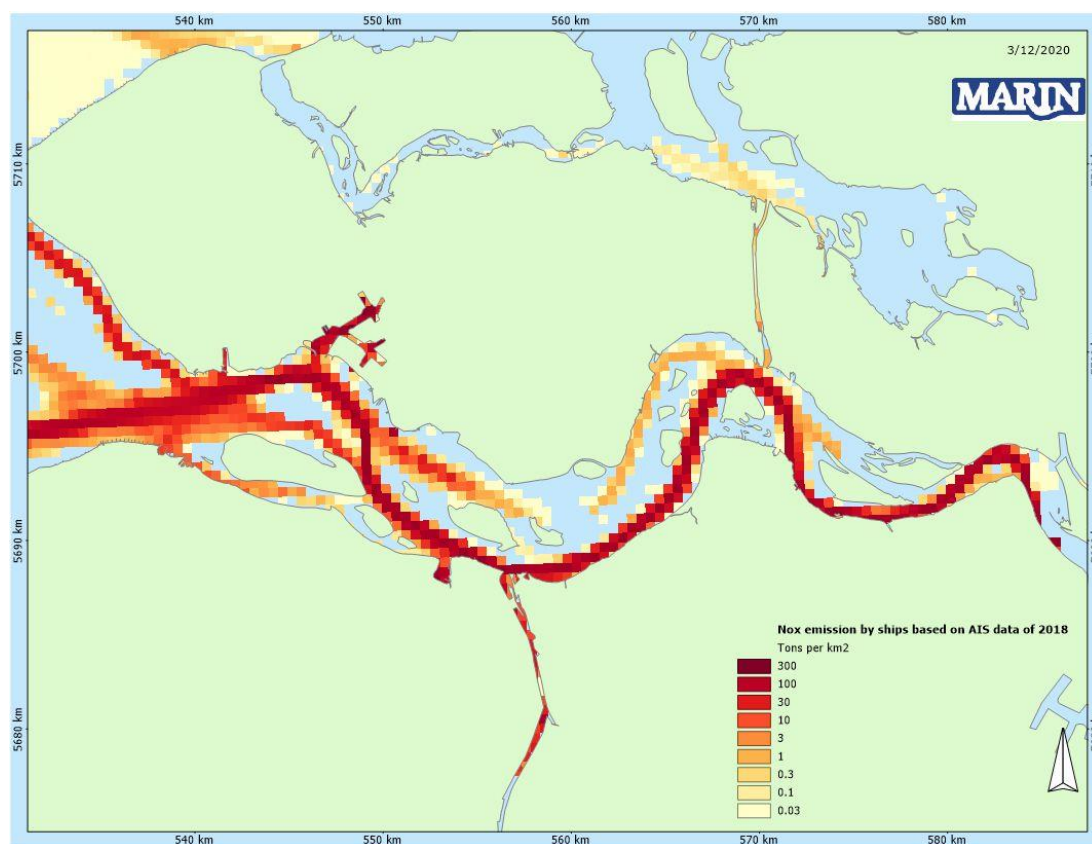 540 km
550 km
560 km
570 km
580 km
3/12/2020
MARIN
5710 km
5700 km
5690 km
5680 km
Nox emission by ships based on AIS data of 2018
Tons per km2
300
100
30
10
3
1
0.3
0.1
0.03
540 km
550 km
560 km
570 km
580 km